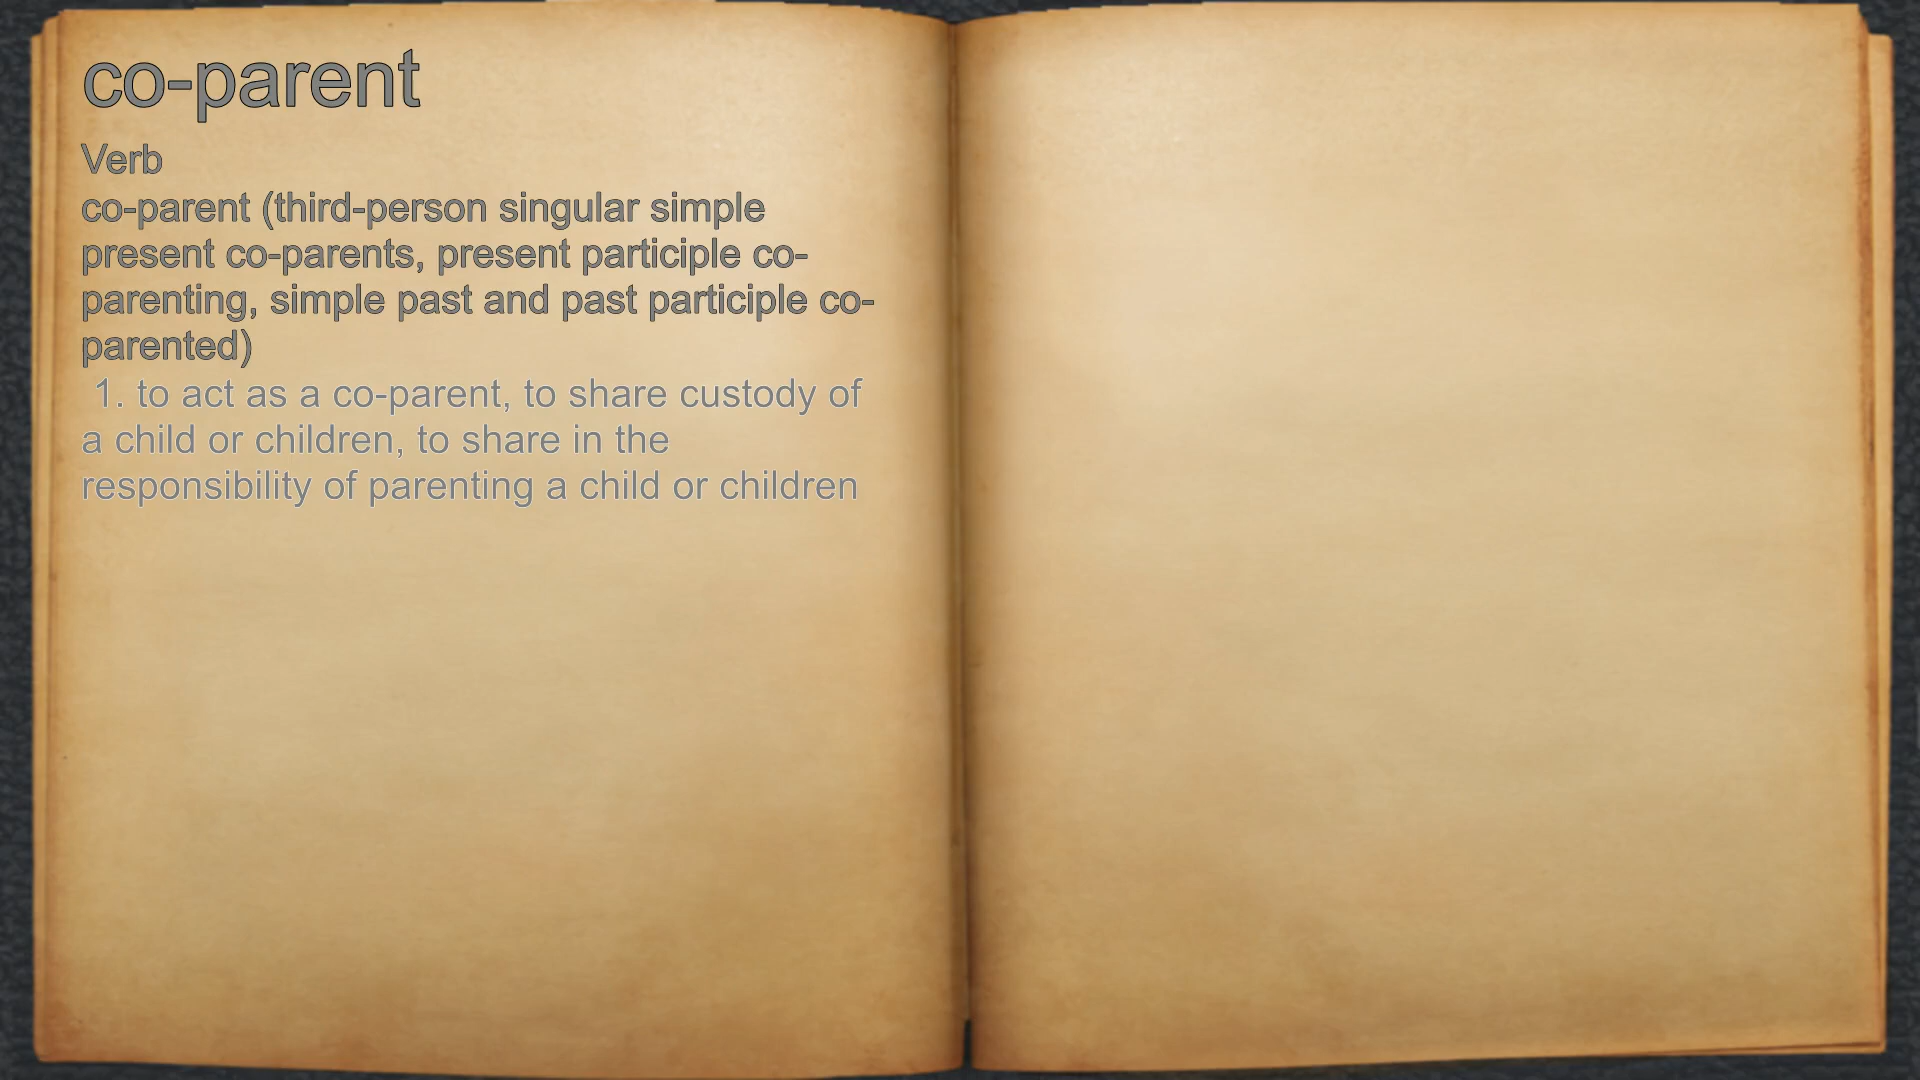 co-parent
Verb
co-parent (third-person singular simple
present co-parents, present participle co-
parenting, simple past and past participle co-
parented)
1. to act as a co-parent, to share custody of
a child or children, to share in the
responsibility of parenting a child or children